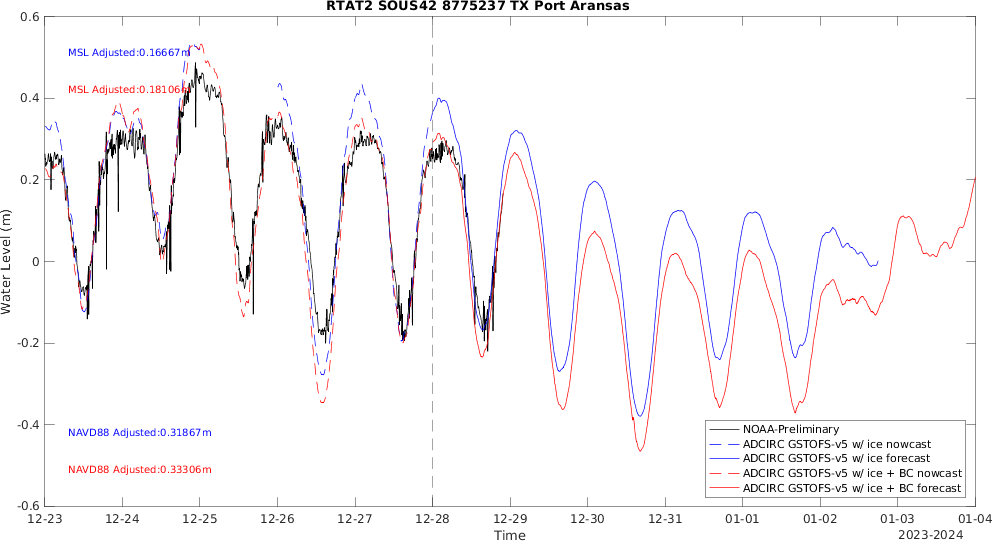 RTAT2 SOUS42 8775237 TX Port Aransas
0.6
MSL Adjusted:0.16667m
MSL Adjusted:0.18106m
0.4
0.2
Water Level (m)
0
-0.2
-0.4
NAVD88 Adjusted:0.31867m
NAVD88 Adjusted:0.33306m
NOAA-Preliminary
ADCIRC GSTOFS-v5 w/ ice nowcast
ADCIRC GSTOFS-v5 w/ ice forecast
ADCIRC GSTOFS-v5 w/ ice + BC nowcast
ADCIRC GSTOFS-v5 w/ ice + BC forecast
-0.6
12-23 12-24 12-25 12-26 12-27 12-28 12-29 12-30 12-31 01-01 01-02 01-03 01-04
Time
2023-2024